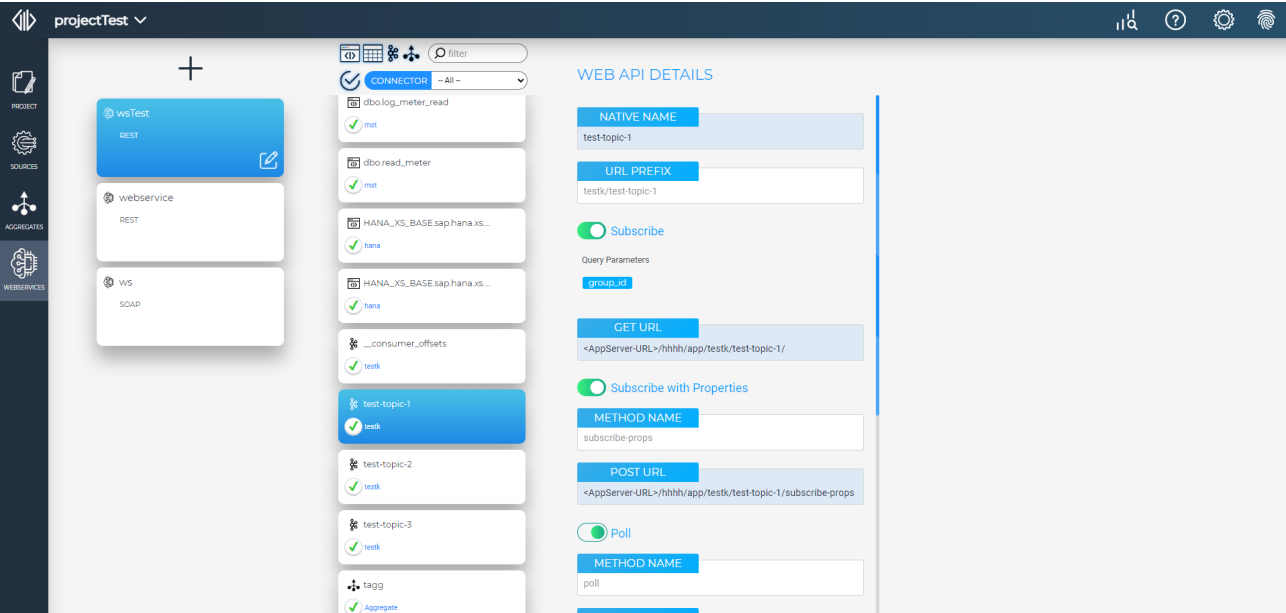 projectTest
PROJECT
SOURCES
AGGREGATES
WEBSERVICES
wsTest
REST
webservice
REST
ws
SOAP
filter
CONNECTOR -- All --
dbo.log_meter_read
mst
dbo.read_meter
mst
HANA_XS_BASE.sap.hana.xs....
hana
HANA_XS_BASE.sap.hana.xs....
hana
__consumer_offsets
testk
test-topic-1
testk
test-topic-2
testk
test-topic-3
testk
tagg
Aggregate
WEB API DETAILS
NATIVE NAME
test-topic-1
URL PREFIX
testk/test-topic-1
Subscribe
Query Parameters
group_id
GET URL
<AppServer-URL>/hhhh/app/testk/test-topic-1/
Subscribe with Properties
METHOD NAME
subscribe-props
POST URL
<AppServer-URL>/hhhh/app/testk/test-topic-1/subscribe-props
Poll
METHOD NAME
poll